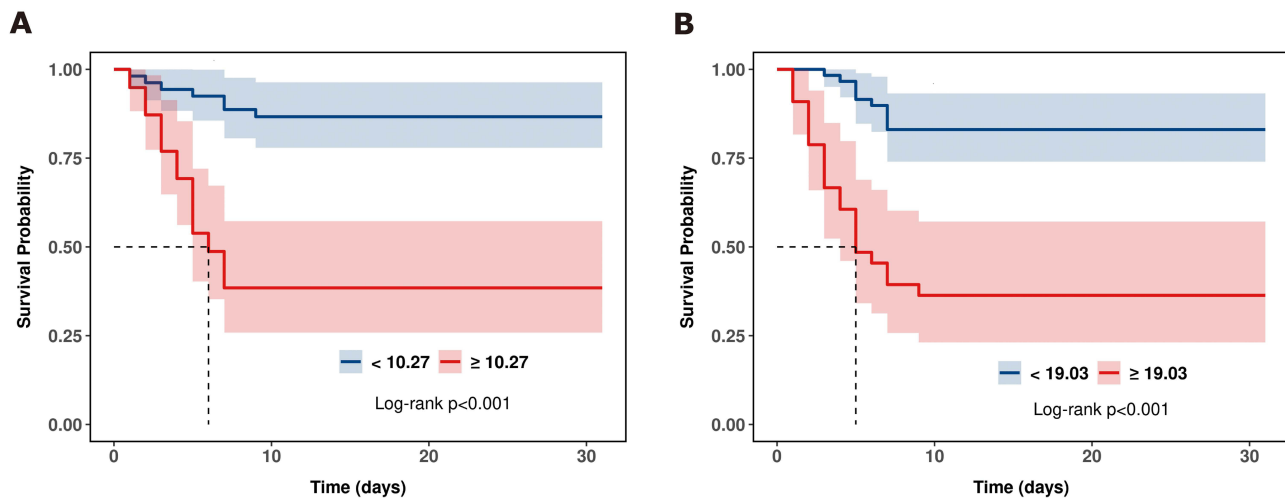 A
Survival Probability
1.00
0.75
0.50
0.25
0.00
< 10.27 ≥ 10.27
Log-rank p<0.001
0 10 20 30
Time (days)
B
Survival Probability
1.00
0.75
0.50
0.25
0.00
< 19.03 ≥ 19.03
Log-rank p<0.001
0 10 20 30
Time (days)